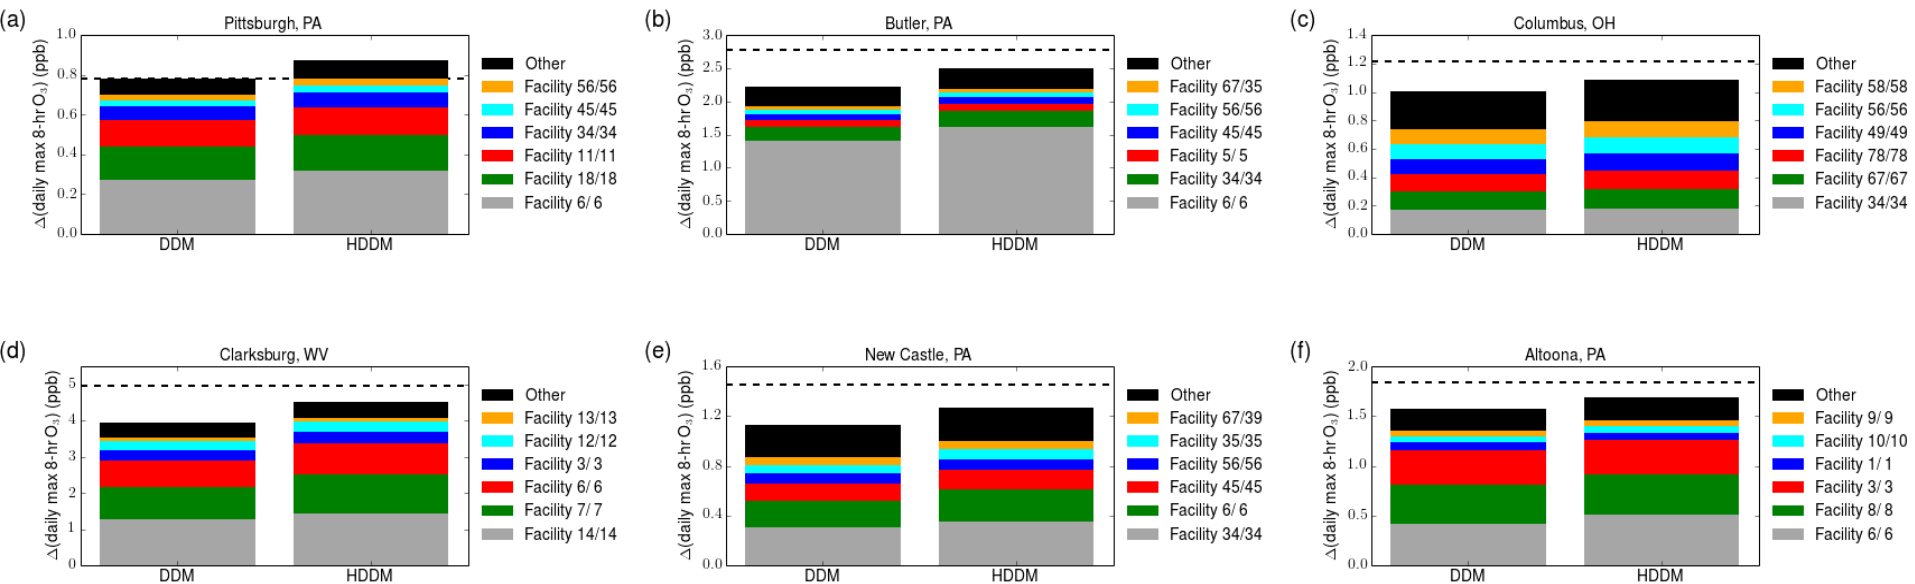 (a)
Pittsburgh, PA
Δ(daily max 8-hr O₃) (ppb)
1.0
0.8
0.6
0.4
0.2
0.0
DDM
HDDM
Other
Facility 56/56
Facility 45/45
Facility 34/34
Facility 11/11
Facility 18/18
Facility 6/ 6
(b)
Butler, PA
Δ(daily max 8-hr O₃) (ppb)
3.0
2.5
2.0
1.5
1.0
0.5
0.0
DDM
HDDM
Other
Facility 67/35
Facility 56/56
Facility 45/45
Facility 5/ 5
Facility 34/34
Facility 6/ 6
(c)
Columbus, OH
Δ(daily max 8-hr O₃) (ppb)
1.4
1.2
1.0
0.8
0.6
0.4
0.2
0.0
DDM
HDDM
Other
Facility 58/58
Facility 56/56
Facility 49/49
Facility 78/78
Facility 67/67
Facility 34/34
(d)
Clarksburg, WV
Δ(daily max 8-hr O₃) (ppb)
5
4
3
2
1
0
DDM
HDDM
Other
Facility 13/13
Facility 12/12
Facility 3/ 3
Facility 6/ 6
Facility 7/ 7
Facility 14/14
(e)
New Castle, PA
Δ(daily max 8-hr O₃) (ppb)
1.6
1.2
0.8
0.4
0.0
DDM
HDDM
Other
Facility 67/39
Facility 35/35
Facility 56/56
Facility 45/45
Facility 6/ 6
Facility 34/34
(f)
Altoona, PA
Δ(daily max 8-hr O₃) (ppb)
2.0
1.5
1.0
0.5
0.0
DDM
HDDM
Other
Facility 9/ 9
Facility 10/10
Facility 1/ 1
Facility 3/ 3
Facility 8/ 8
Facility 6/ 6